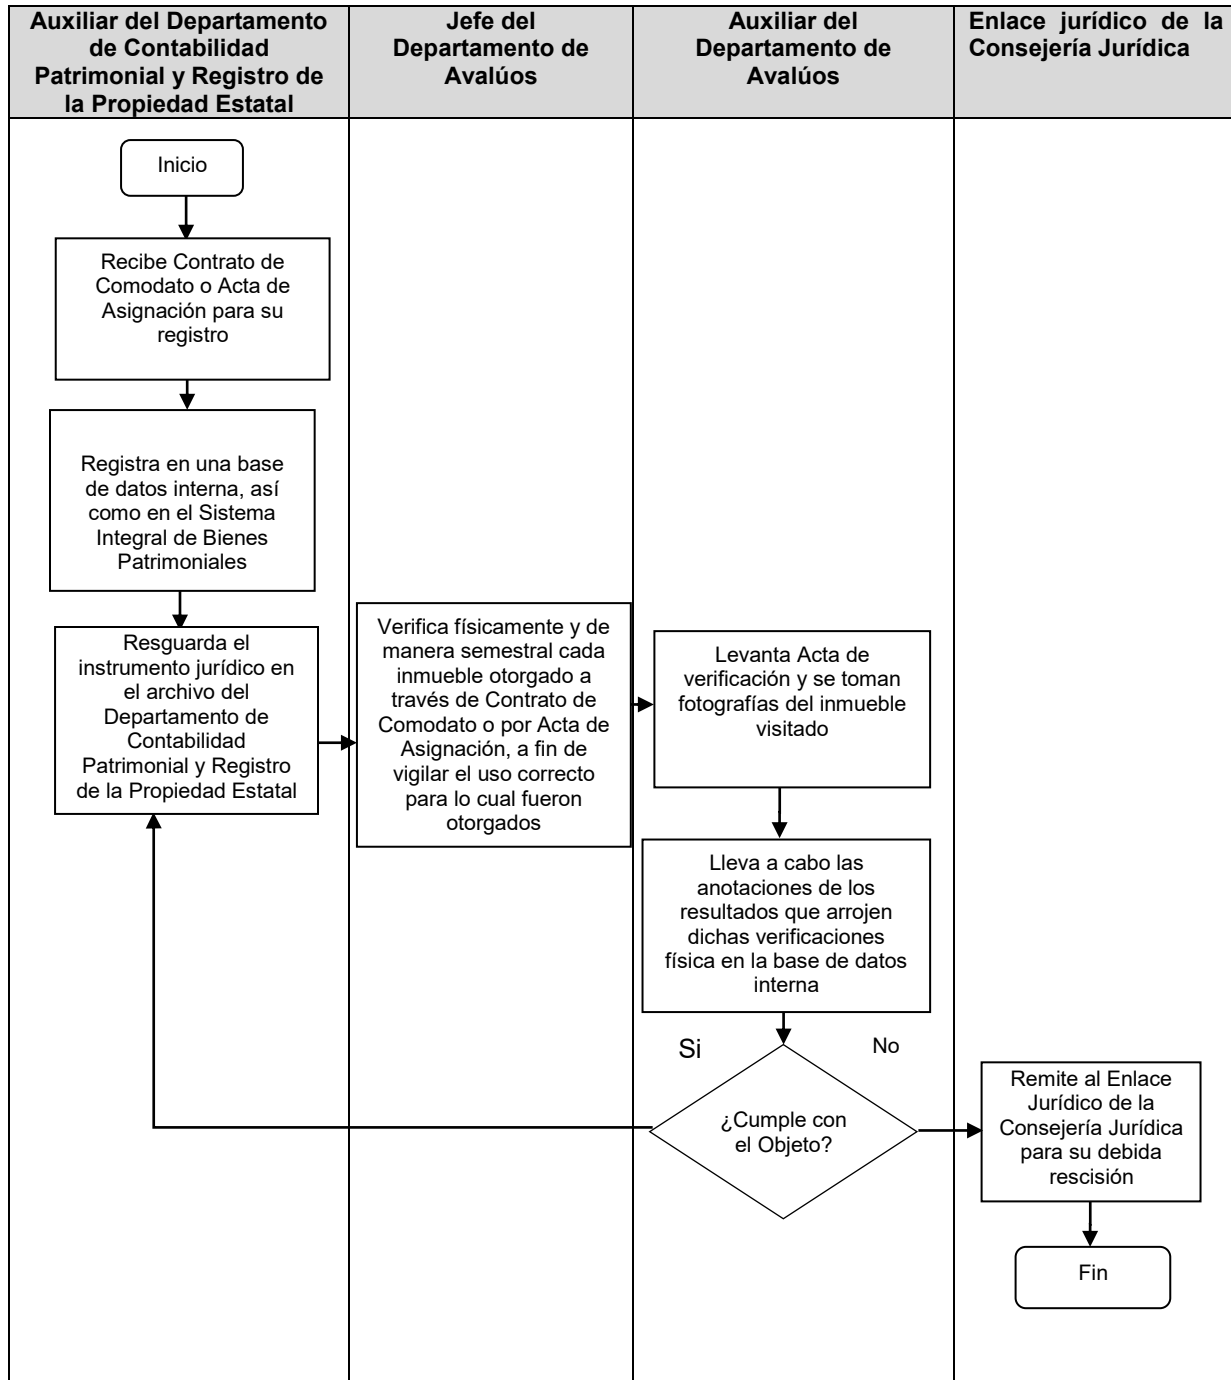 Auxiliar del Departamento
de Contabilidad
Patrimonial y Registro de
la Propiedad Estatal
Jefe del
Departamento de
Avalúos
Auxiliar del
Departamento de
Avalúos
Enlace jurídico de la
Consejería Jurídica
Inicio
Recibe Contrato de
Comodato o Acta de
Asignación para su
registro
Registra en una base
de datos interna, así
como en el Sistema
Integral de Bienes
Patrimoniales
Resguarda el
instrumento jurídico en
el archivo del
Departamento de
Contabilidad
Patrimonial y Registro
de la Propiedad Estatal
Verifica físicamente y de
manera semestral cada
inmueble otorgado a
través de Contrato de
Comodato o por Acta de
Asignación, a fin de
vigilar el uso correcto
para lo cual fueron
otorgados
Levanta Acta de
verificación y se toman
fotografías del inmueble
visitado
Lleva a cabo las
anotaciones de los
resultados que arrojen
dichas verificaciones
física en la base de datos
interna
Si
No
¿Cumple con
el Objeto?
Remite al Enlace
Jurídico de la
Consejería Jurídica
para su debida
rescisión
Fin